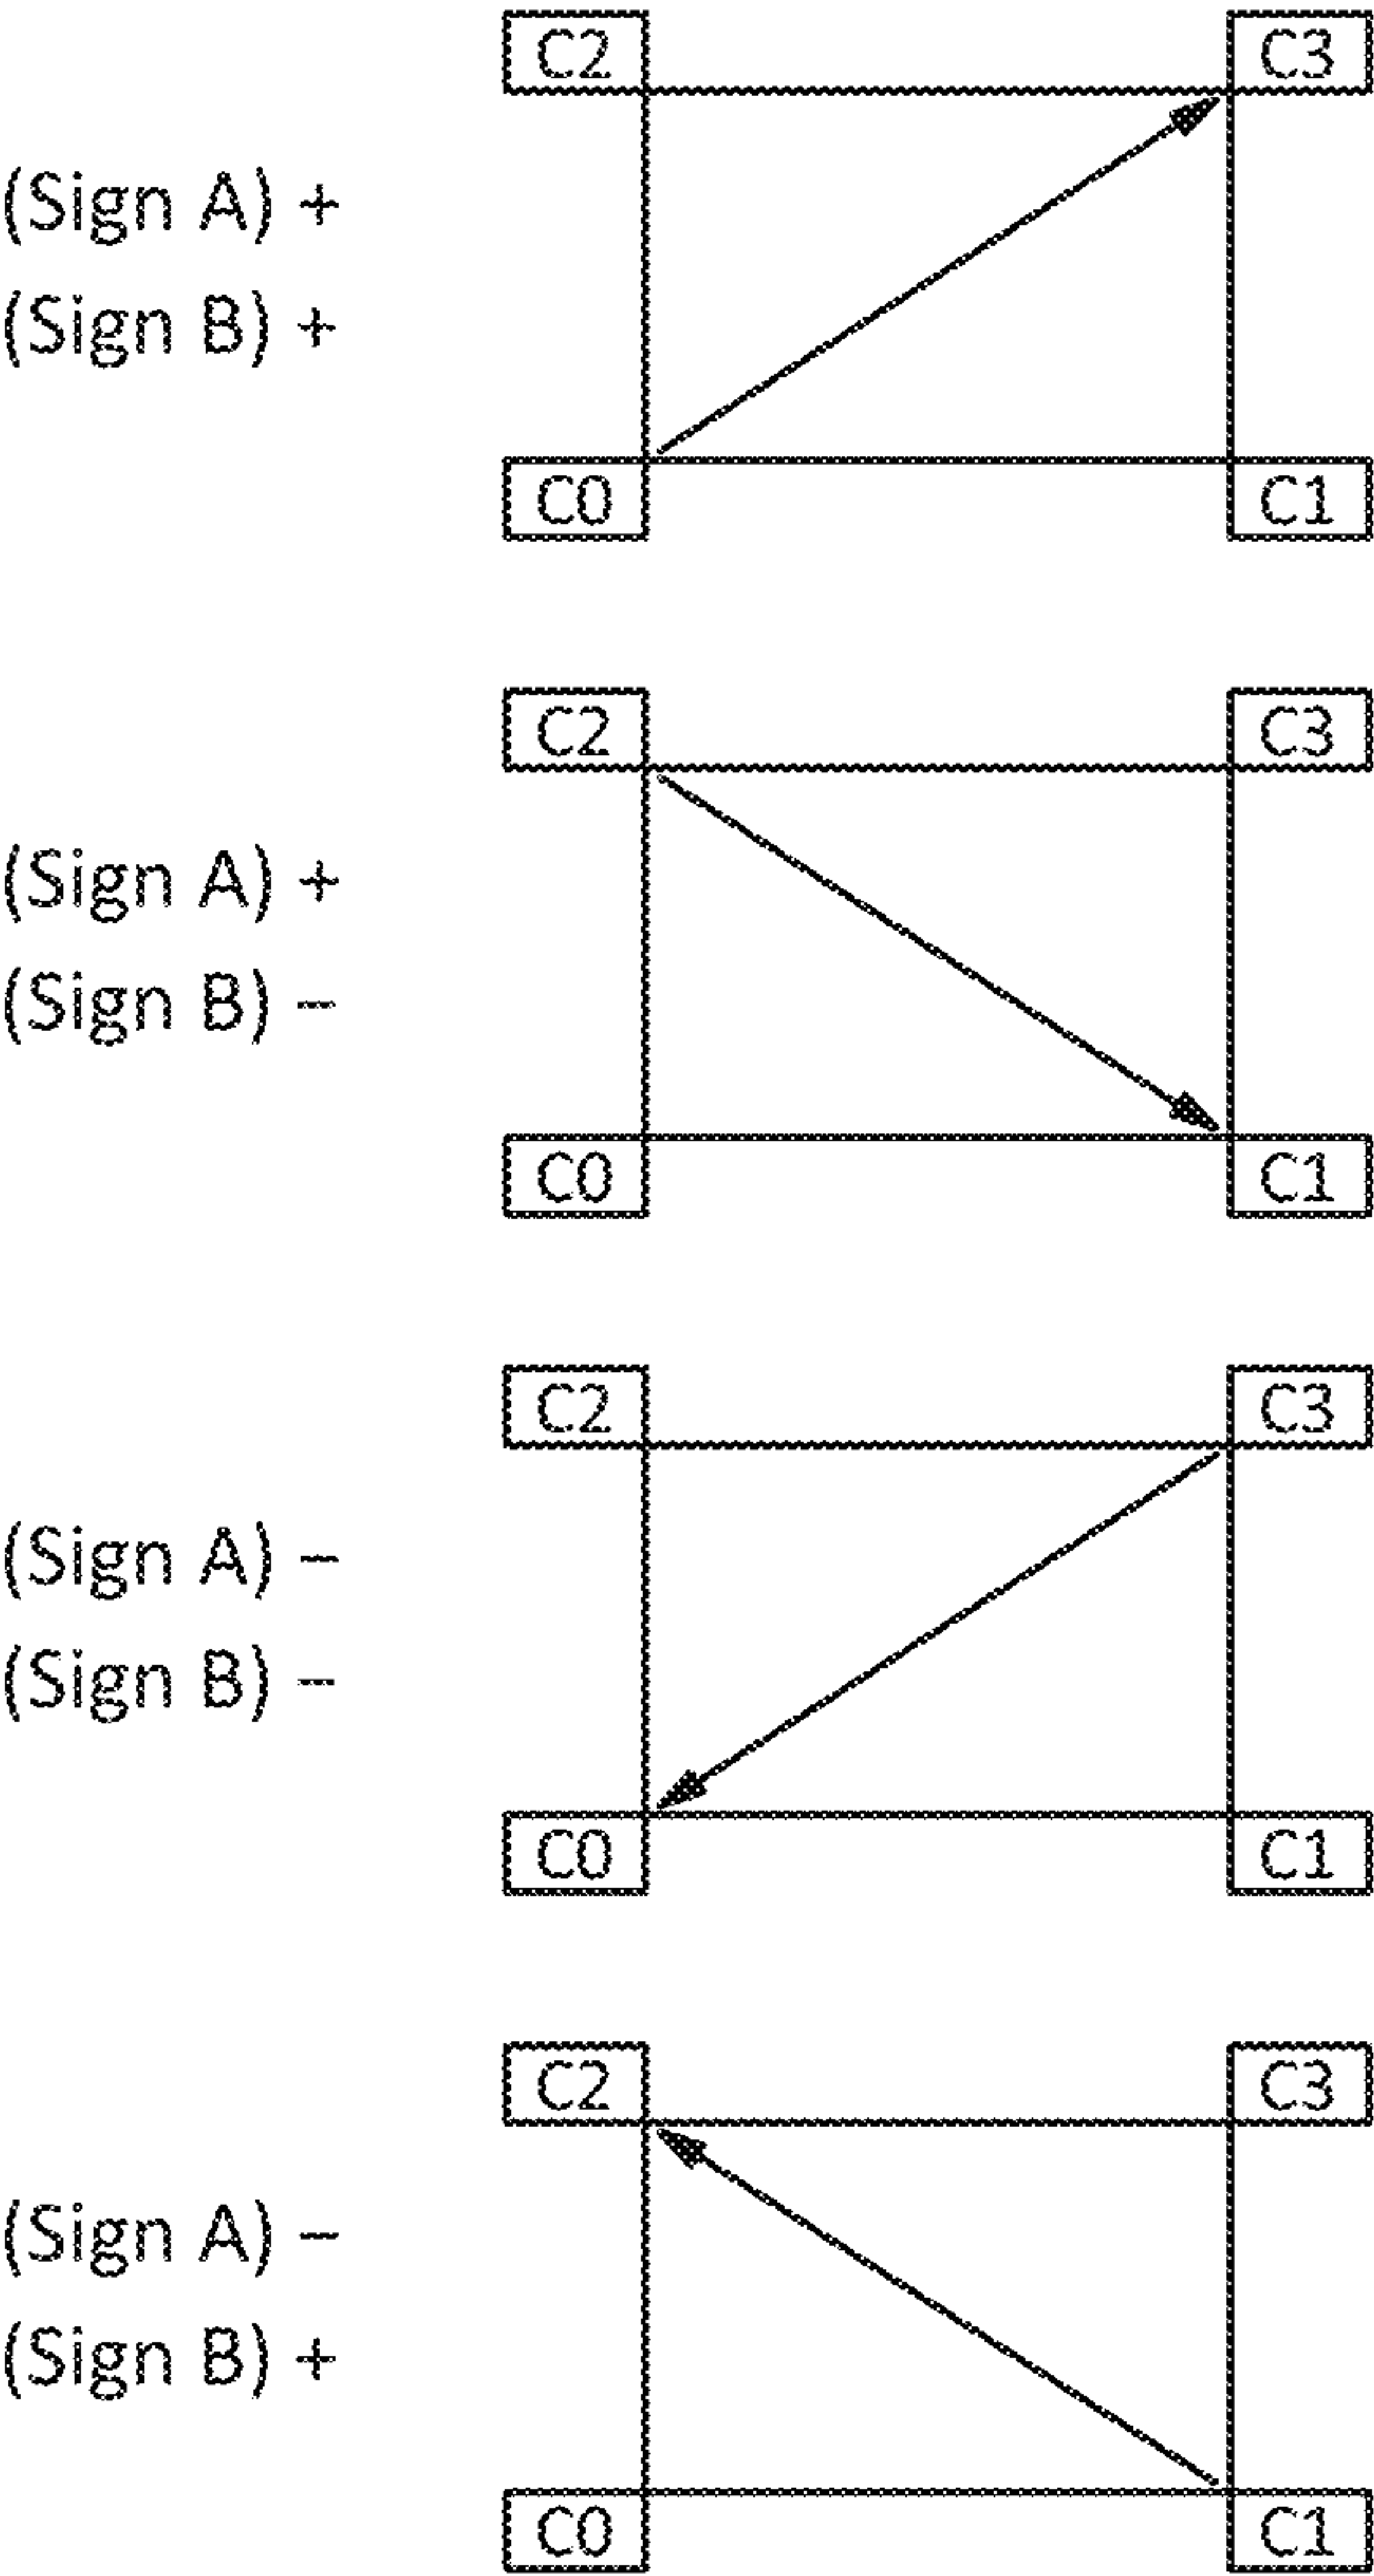 C2 C3
(Sign A) +
(Sign B) +
C0 C1
C2 C3
(Sign A) +
(Sign B) –
C0 C1
C2 C3
(Sign A) –
(Sign B) –
C0 C1
C2 C3
(Sign A) –
(Sign B) +
C0 C1